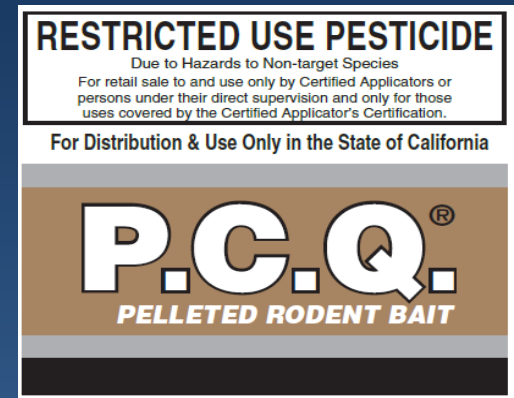 RESTRICTED USE PESTICIDE
Due to Hazards to Non-target Species
For retail sale to and use only by Certified Applicators or
persons under their direct supervision and only for those
uses covered by the Certified Applicator's Certification.
For Distribution & Use Only in the State of California
P.C.Q.®
PELLETED RODENT BAIT